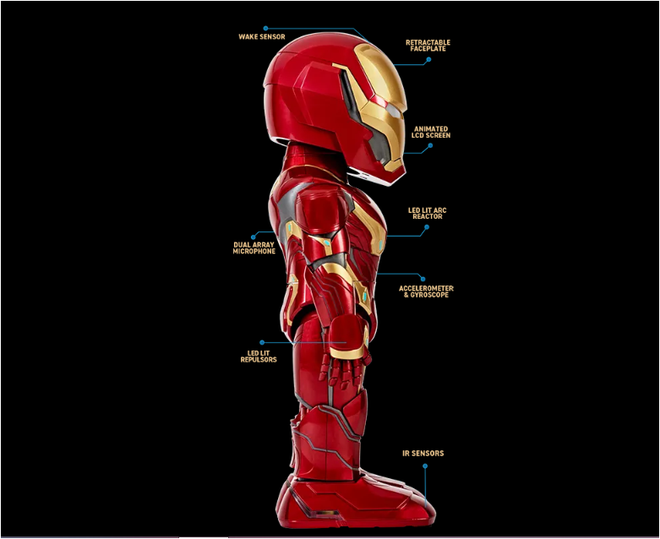 WAKE SENSOR
RETRACTABLE
FACEPLATE
ANIMATED
LCD SCREEN
LED LIT ARC
REACTOR
DUAL ARRAY
MICROPHONE
ACCELEROMETER
& GYROSCOPE
LED LIT
REPULSORS
IR SENSORS